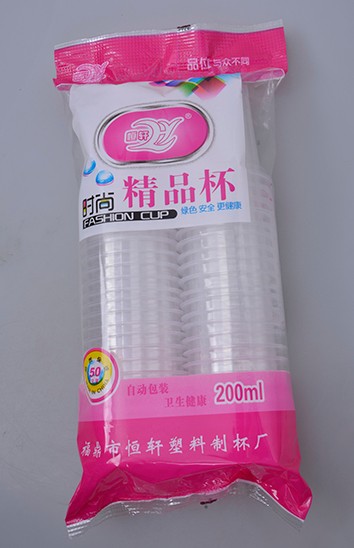 品位与众不同
恒轩
时尚
精品杯
FASHION CUP
绿色 安全 更健康
50
自动包装
卫生健康
200ml
福鼎市恒轩塑料制杯厂